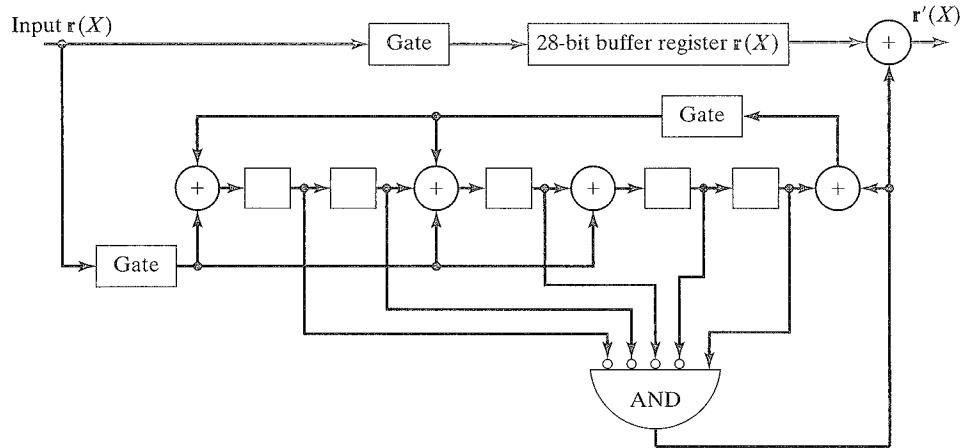 Input r(X)
Gate
28-bit buffer register r(X)
+
r′(X)
Gate
+
+
+
+
Gate
AND